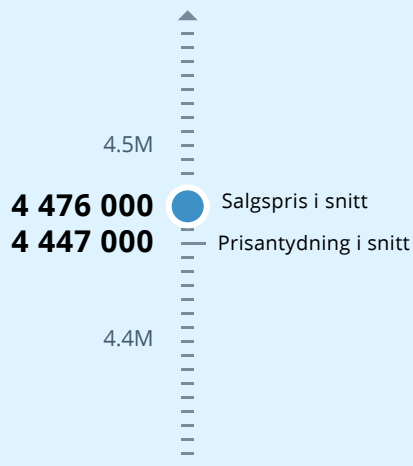 4.5M
4 476 000 Salgspris i snitt
4 447 000 Prisantydning i snitt
4.4M